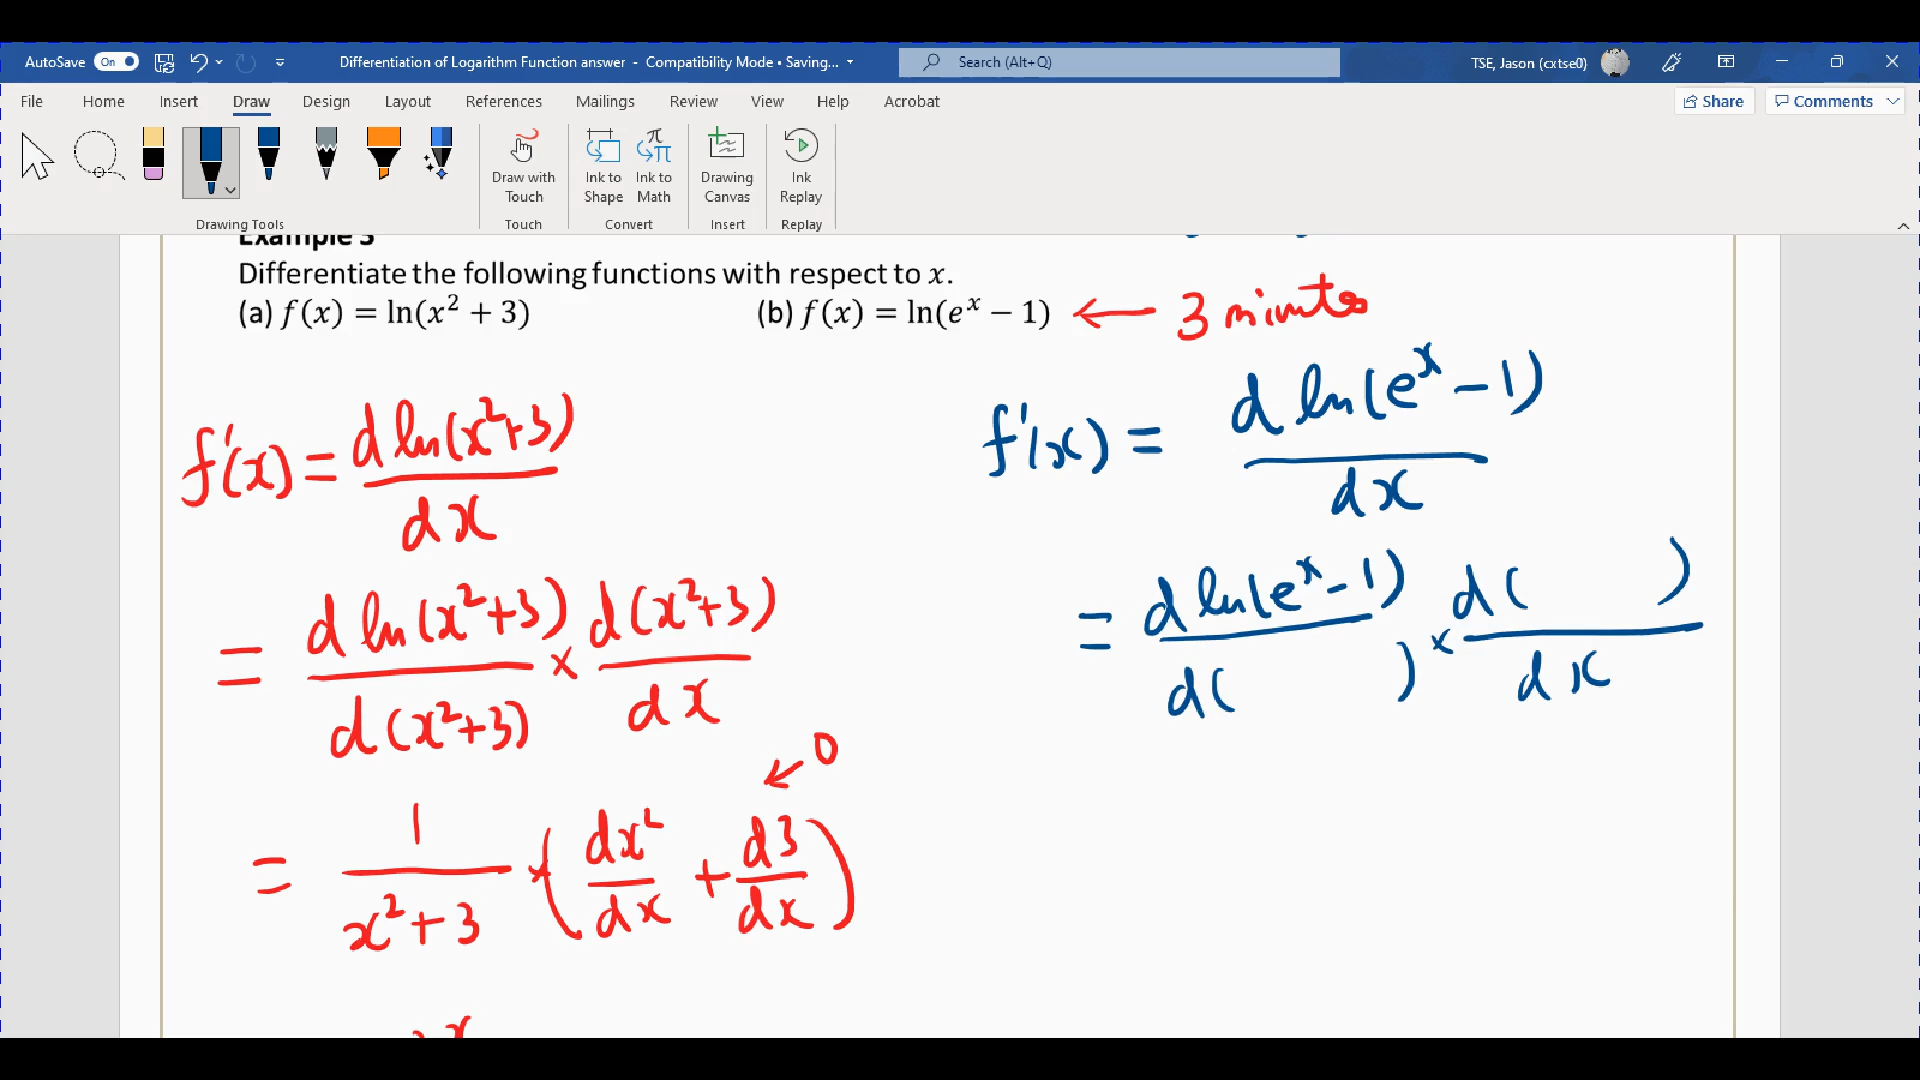 AutoSave On Differentiation of Logarithm Function answer - Compatibility Mode • Saving... Search (Alt+Q) TSE, Jason (cxtse0)
File Home Insert Draw Design Layout References Mailings Review View Help Acrobat Share Comments
Draw with Touch Ink to Shape Ink to Math Drawing Canvas Ink Replay
Drawing Tools Touch Convert Insert Replay
Example 3
Differentiate the following functions with respect to x.
(a) f(x) = ln(x² + 3) (b) f(x) = ln(eˣ − 1) ← 3 minutes
f'(x) = d ln(x²+3) / dx
= d ln(x²+3) / d(x²+3) × d(x²+3) / dx
← 0
= 1 / (x²+3) × (dx²/dx + d3/dx)
f'(x) = d ln(eˣ − 1) / dx
= d ln(eˣ − 1) / d( ) × d( ) / dx